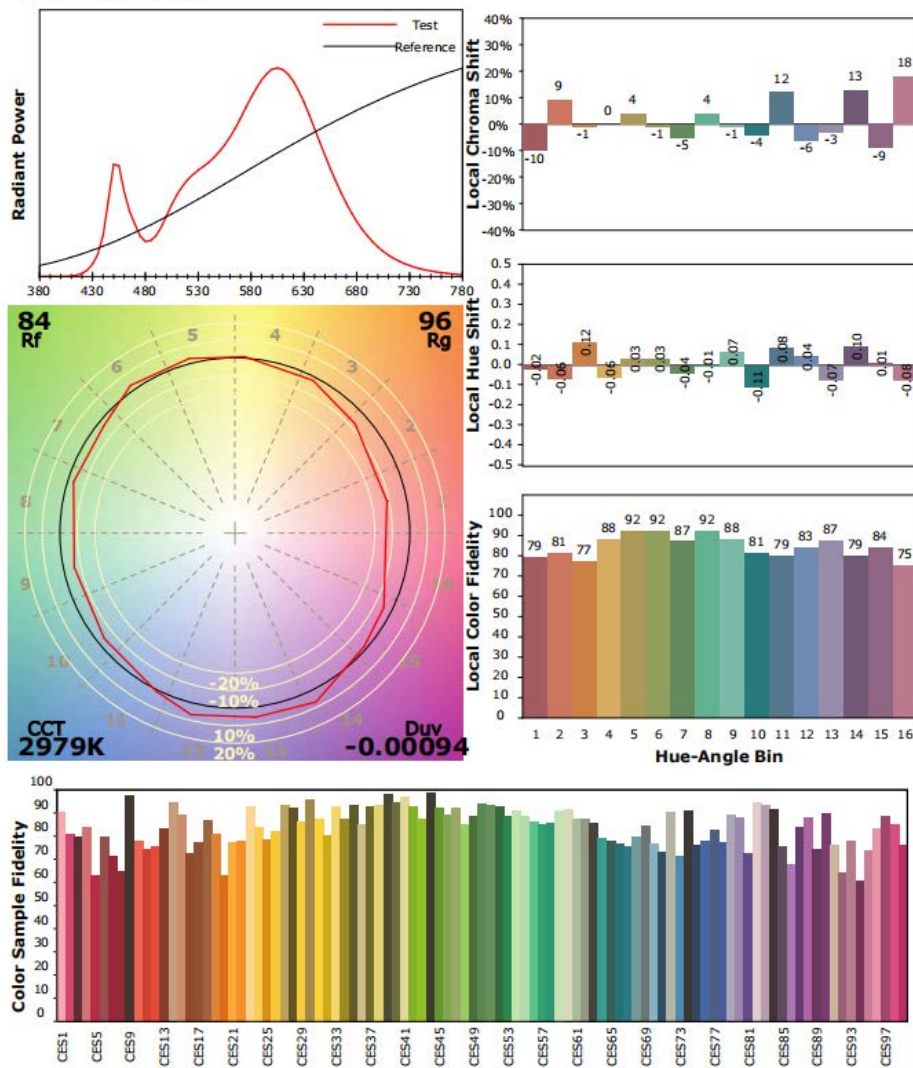 Test
Reference
Radiant Power
380 430 480 530 580 630 680 730 780
Local Chroma Shift
40%
30%
20%
10%
0%
-10%
-20%
-30%
-40%
-10 9 -1 0 4 -1 -5 4 -1 -4 12 -6 -3 13 -9 18
Local Hue Shift
0.5
0.4
0.3
0.2
0.1
0.0
-0.1
-0.2
-0.3
-0.4
-0.5
-0.02 -0.06 0.12 -0.06 0.03 0.03 -0.04 -0.01 0.07 -0.11 0.08 0.04 -0.07 0.10 0.01 -0.08
84
Rf
96
Rg
1 2 3 4 5 6 7 8 9 10 11 12 13 14 15 16
-20%
-10%
10%
20%
CCT
2979K
Duv
-0.00094
Local Color Fidelity
100
90
80
70
60
50
40
30
20
10
0
79 81 77 88 92 92 87 92 88 81 79 83 87 79 84 75
1 2 3 4 5 6 7 8 9 10 11 12 13 14 15 16
Hue-Angle Bin
Color Sample Fidelity
100
90
80
70
60
50
40
30
20
10
0
CES1 CES5 CES9 CES13 CES17 CES21 CES25 CES29 CES33 CES37 CES41 CES45 CES49 CES53 CES57 CES61 CES65 CES69 CES73 CES77 CES81 CES85 CES89 CES93 CES97